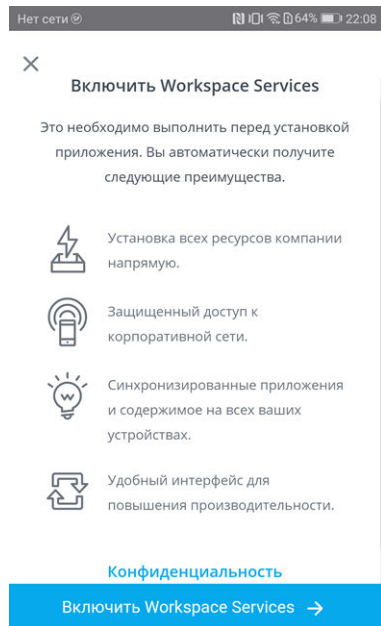 Нет сети 64% 22:08
Включить Workspace Services
Это необходимо выполнить перед установкой
приложения. Вы автоматически получите
следующие преимущества.
Установка всех ресурсов компании
напрямую.
Защищенный доступ к
корпоративной сети.
Синхронизированные приложения
и содержимое на всех ваших
устройствах.
Удобный интерфейс для
повышения производительности.
Конфиденциальность
Включить Workspace Services →